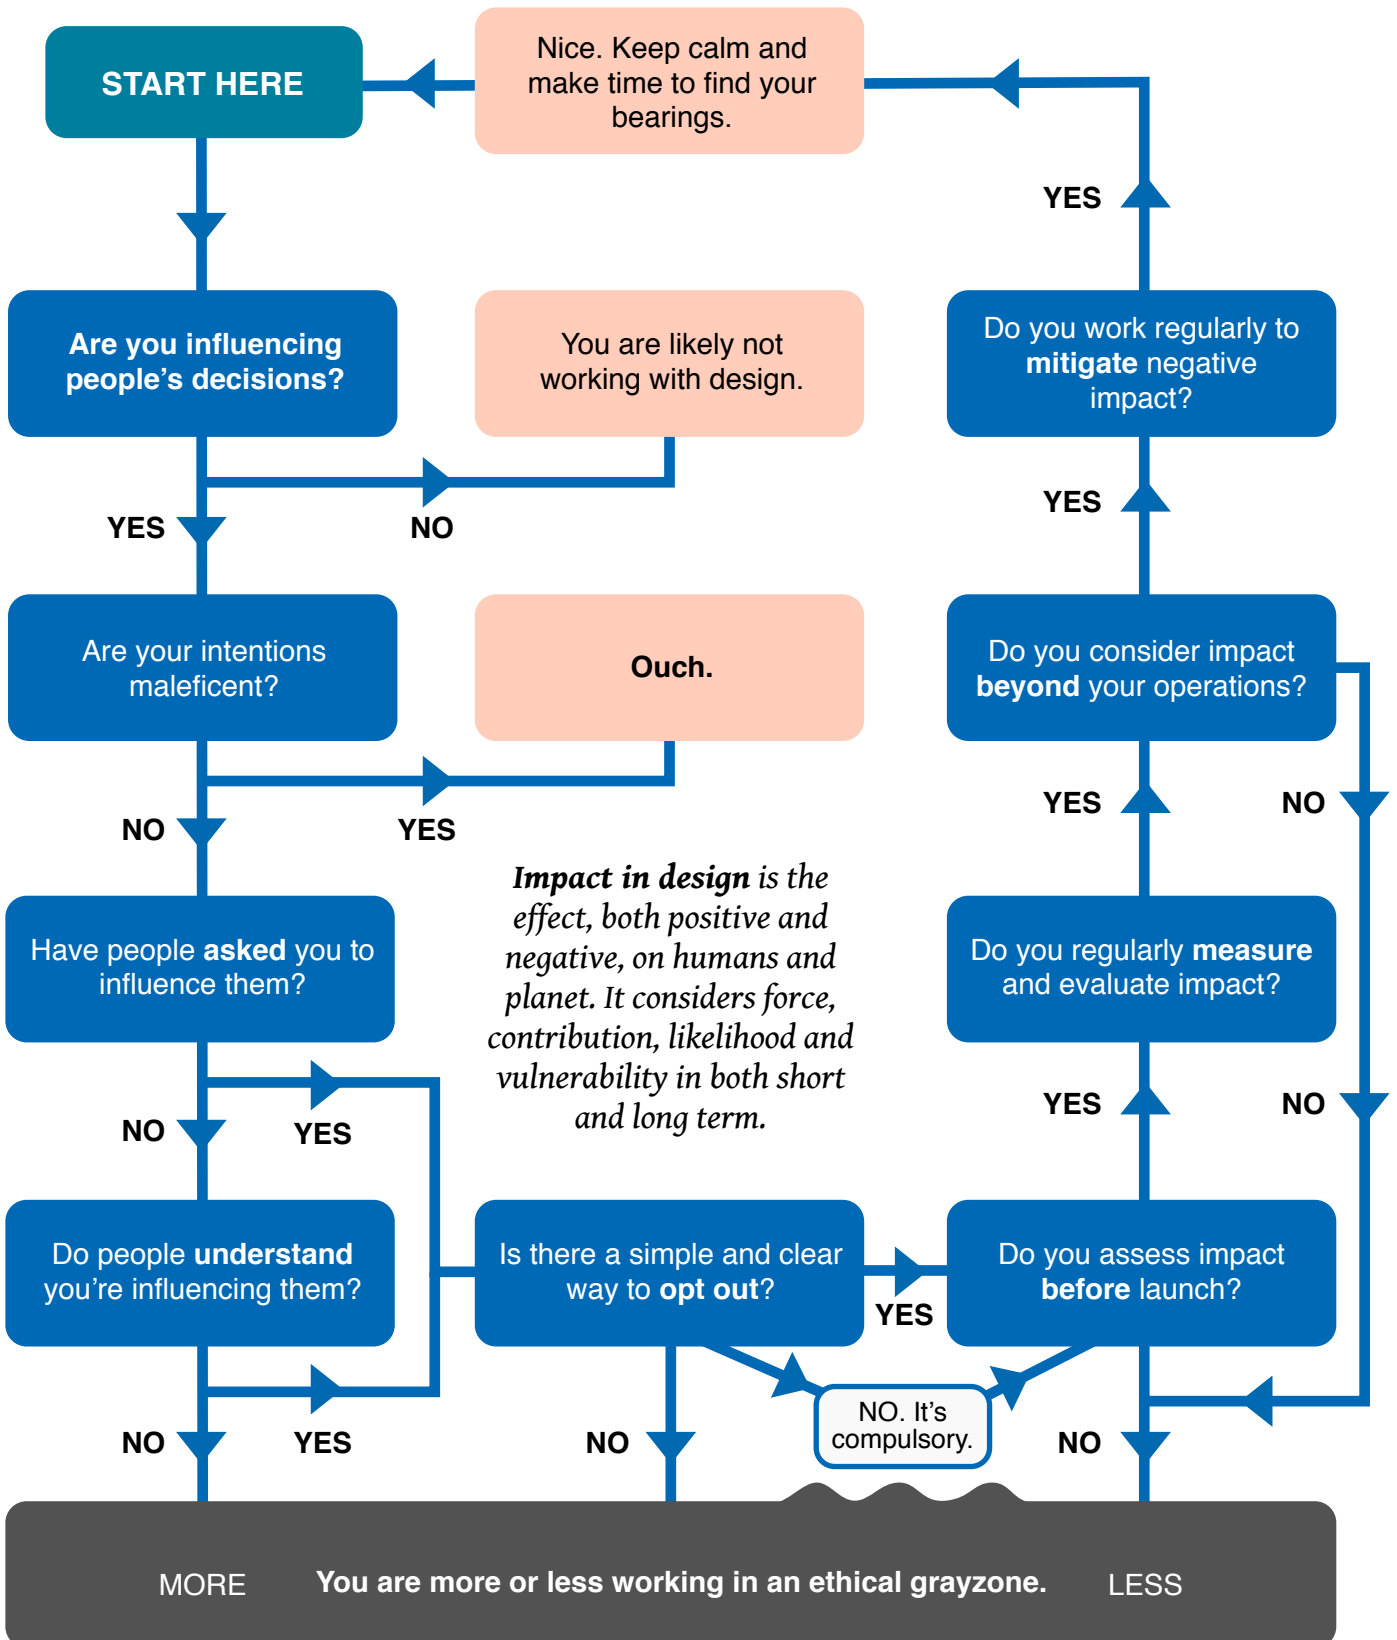 START HERE
Nice. Keep calm and
make time to find your
bearings.
YES
Are you influencing
people's decisions?
You are likely not
working with design.
Do you work regularly to
mitigate negative
impact?
YES
NO
YES
Are your intentions
maleficent?
Ouch.
Do you consider impact
beyond your operations?
NO
YES
YES
NO
Impact in design is the
effect, both positive and
negative, on humans and
planet. It considers force,
contribution, likelihood and
vulnerability in both short
and long term.
Have people asked you to
influence them?
Do you regularly measure
and evaluate impact?
NO
YES
YES
NO
Do people understand
you're influencing them?
Is there a simple and clear
way to opt out?
YES
Do you assess impact
before launch?
NO
YES
NO
NO. It's
compulsory.
NO
MORE
You are more or less working in an ethical grayzone.
LESS